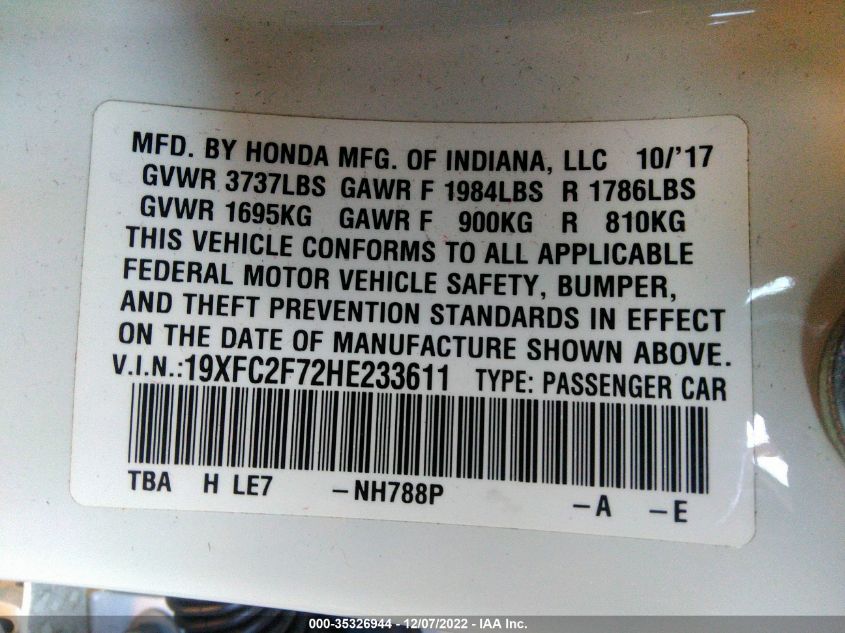 MFD. BY HONDA MFG. OF INDIANA, LLC 10/'17
GVWR 3737LBS GAWR F 1984LBS R 1786LBS
GVWR 1695KG GAWR F 900KG R 810KG
THIS VEHICLE CONFORMS TO ALL APPLICABLE
FEDERAL MOTOR VEHICLE SAFETY, BUMPER,
AND THEFT PREVENTION STANDARDS IN EFFECT
ON THE DATE OF MANUFACTURE SHOWN ABOVE.
V.I.N.:19XFC2F72HE233611 TYPE: PASSENGER CAR
TBA H LE7 –NH788P –A –E
000-35326944 – 12/07/2022 – IAA Inc.